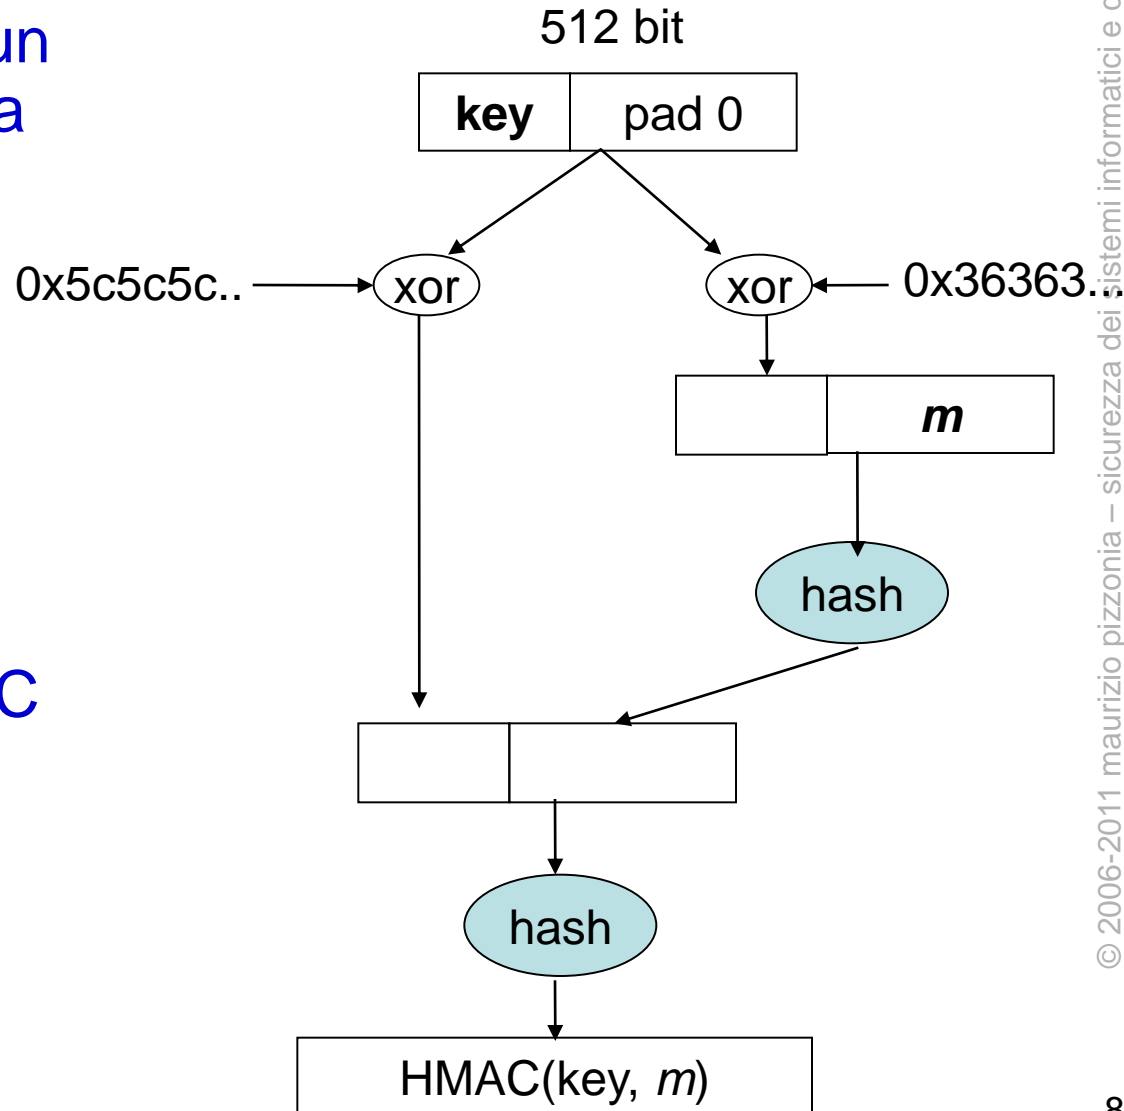 un
a
512 bit
key pad 0
0x5c5c5c..
xor
xor
0x36363...
m
hash
C
hash
HMAC(key, m)
© 2006-2011 maurizio pizzonia – sicurezza dei sistemi informatici e
8